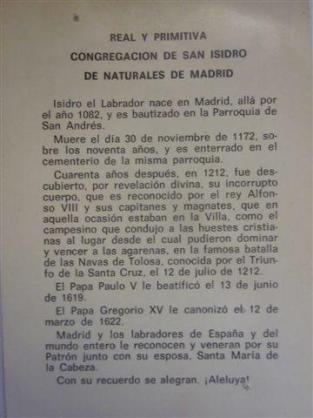 REAL Y PRIMITIVA
CONGREGACION DE SAN ISIDRO
DE NATURALES DE MADRID
Isidro el Labrador nace en Madrid, allá por
el año 1082, y es bautizado en la Parroquia de
San Andrés.
Muere el día 30 de noviembre de 1172, so-
bre los noventa años, y es enterrado en el
cementerio de la misma parroquia.
Cuarenta años después, en 1212, fue des-
cubierto, por revelación divina, su incorrupto
cuerpo, que es reconocido por el rey Alfon-
so VIII y sus capitanes y magnates, que en
aquella ocasión estaban en la Villa, como el
campesino que condujo a las huestes cristia-
nas al lugar desde el cual pudieron dominar
y vencer a las agarenas, en la famosa batalla
de las Navas de Tolosa, conocida por el Triun-
fo de la Santa Cruz, el 12 de julio de 1212.
El Papa Paulo V le beatificó el 13 de junio
de 1619.
El Papa Gregorio XV le canonizó el 12 de
marzo de 1622.
Madrid y los labradores de España y del
mundo entero le reconocen y veneran por su
Patrón junto con su esposa, Santa María de
la Cabeza.
Con su recuerdo se alegran. ¡Aleluya!